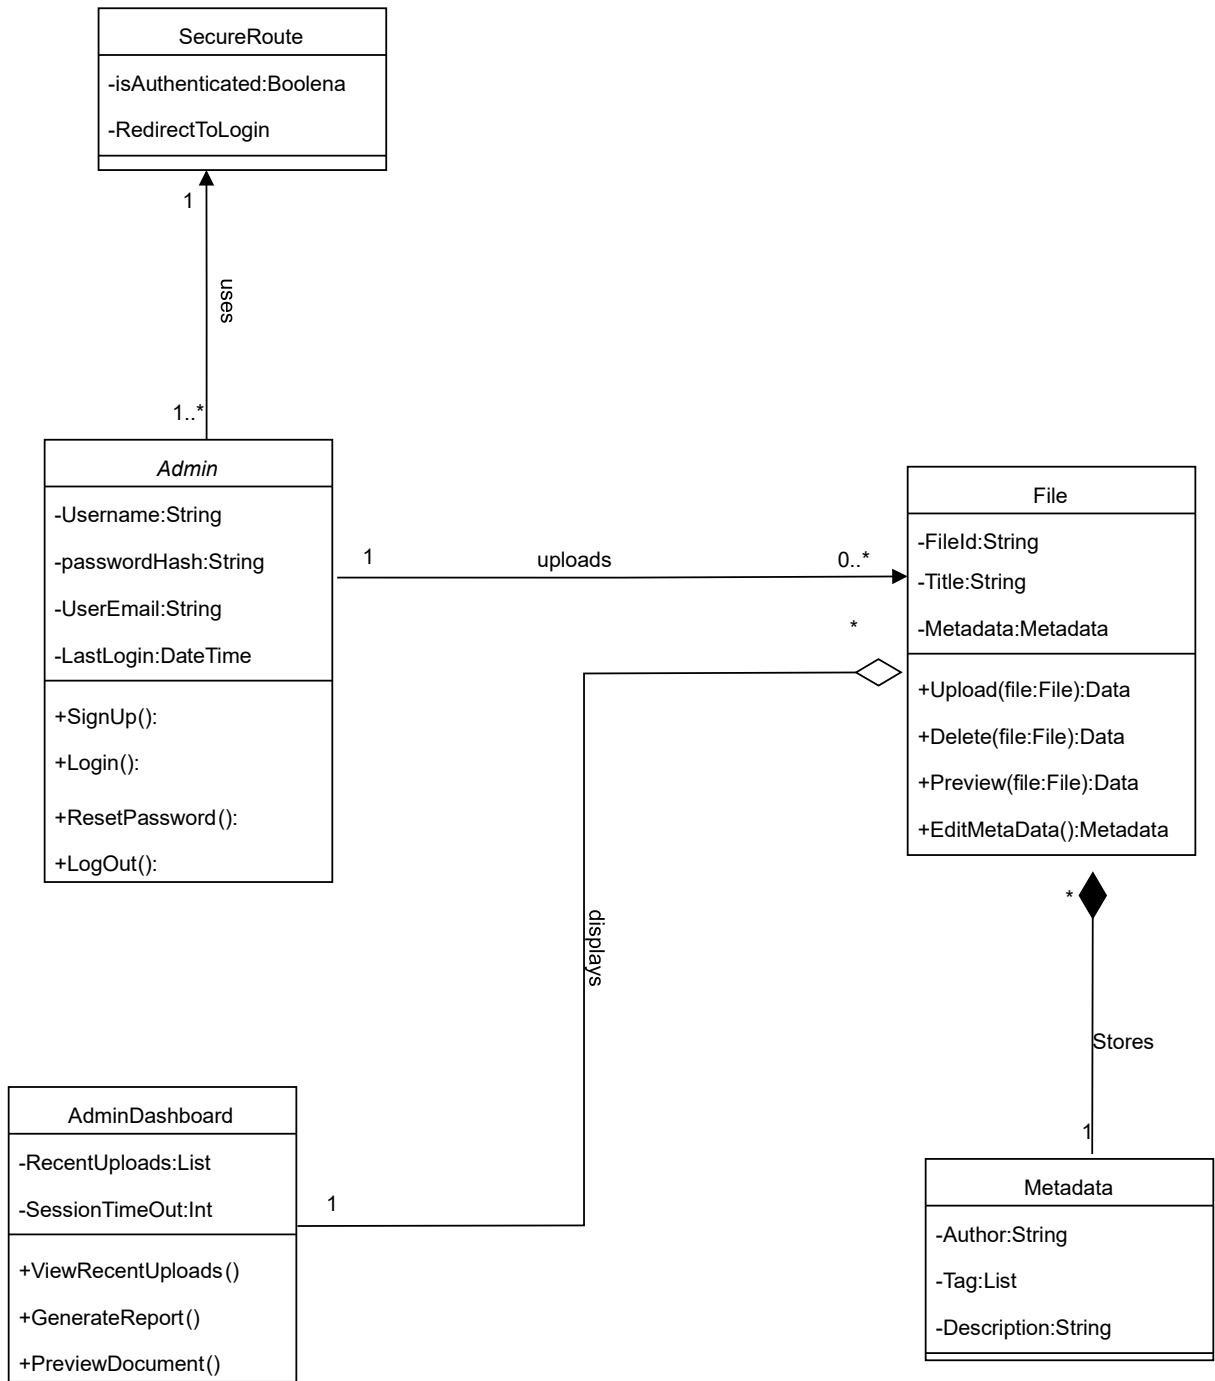 SecureRoute
-isAuthenticated:Boolena
-RedirectToLogin
1
uses
1..*
Admin
-Username:String
-passwordHash:String
-UserEmail:String
-LastLogin:DateTime
+SignUp():
+Login():
+ResetPassword():
+LogOut():
1
uploads
0..*
*
File
-FileId:String
-Title:String
-Metadata:Metadata
+Upload(file:File):Data
+Delete(file:File):Data
+Preview(file:File):Data
+EditMetaData():Metadata
*
displays
Stores
1
AdminDashboard
-RecentUploads:List
-SessionTimeOut:Int
+ViewRecentUploads()
+GenerateReport()
+PreviewDocument()
1
Metadata
-Author:String
-Tag:List
-Description:String